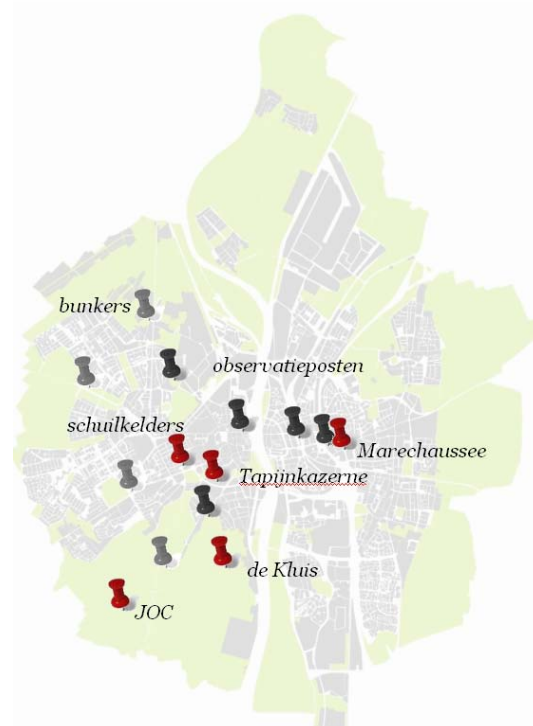 bunkers
observatieposten
schuilkelders
Marechaussee
Tapijnkazerne
de Kluis
JOC